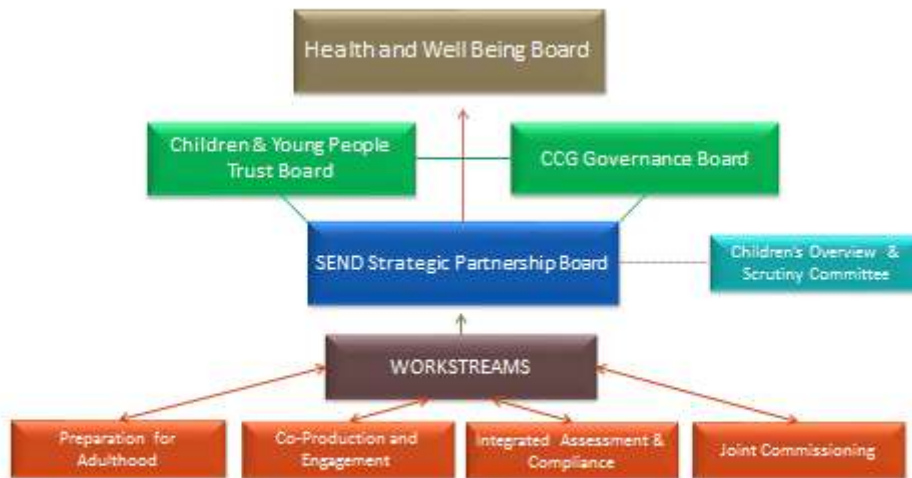 Health and Well Being Board
Children & Young People
Trust Board
CCG Governance Board
SEND Strategic Partnership Board
Children's Overview &
Scrutiny Committee
WORKSTREAMS
Preparation for
Adulthood
Co-Production and
Engagement
Integrated Assessment &
Compliance
Joint Commissioning